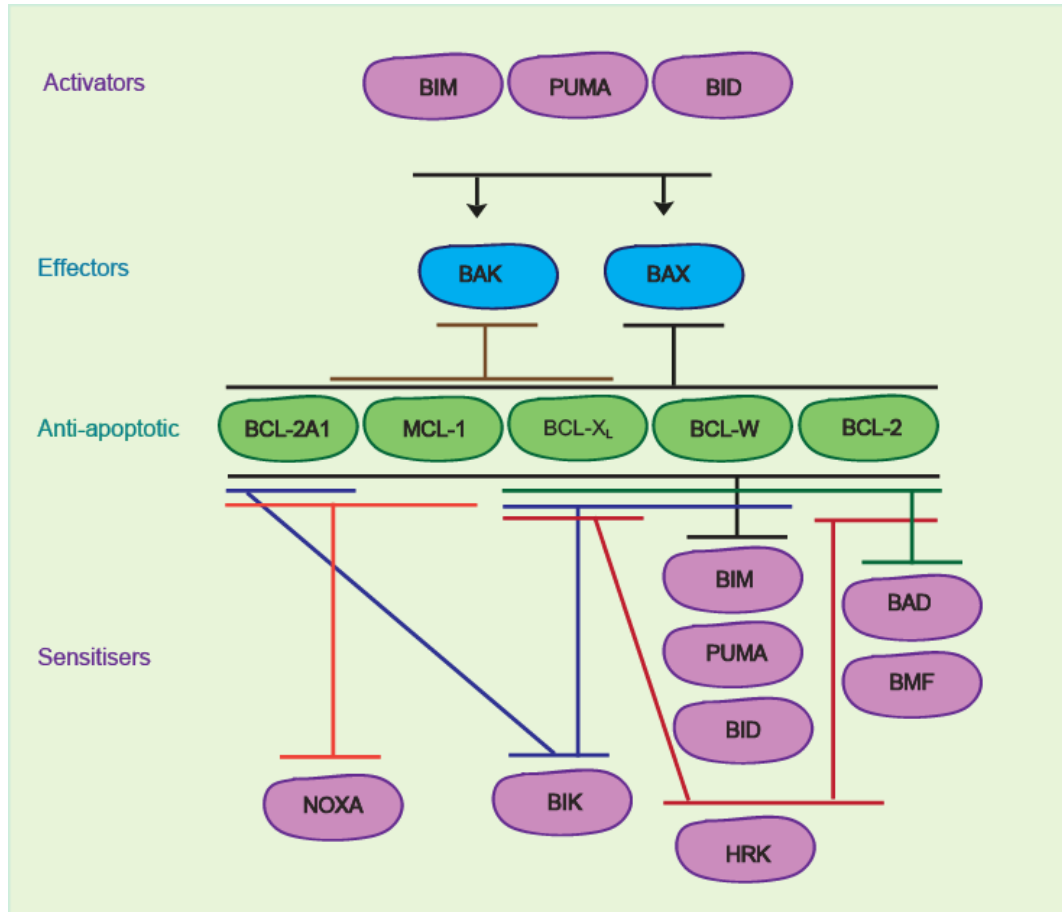 Activators
BIM PUMA BID
Effectors
BAK BAX
Anti-apoptotic
BCL-2A1 MCL-1 BCL-XL BCL-W BCL-2
Sensitisers
BIM
BAD
PUMA
BMF
BID
NOXA
BIK
HRK